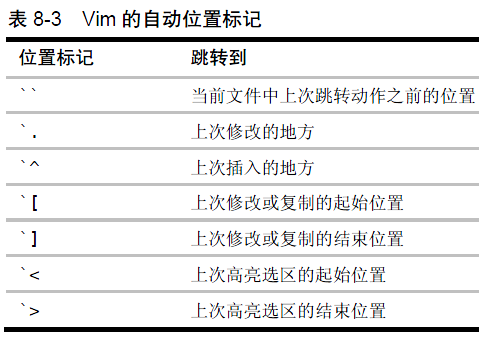 表 8-3 Vim 的自动位置标记
位置标记 跳转到
`` 当前文件中上次跳转动作之前的位置
`. 上次修改的地方
`^ 上次插入的地方
`[ 上次修改或复制的起始位置
`] 上次修改或复制的结束位置
`< 上次高亮选区的起始位置
`> 上次高亮选区的结束位置